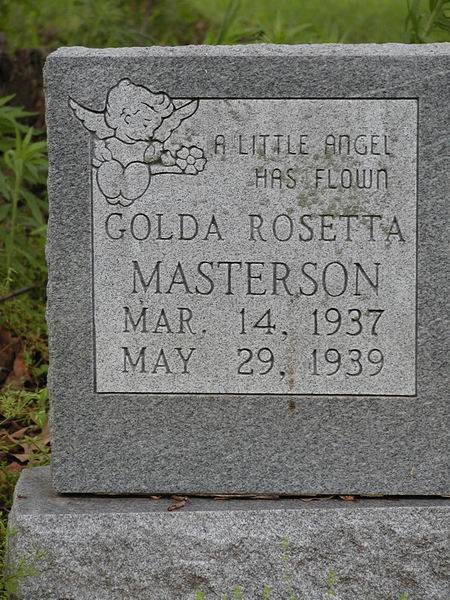 A LITTLE ANGEL
HAS FLOWN
GOLDA ROSETTA
MASTERSON
MAR. 14, 1937
MAY 29, 1939